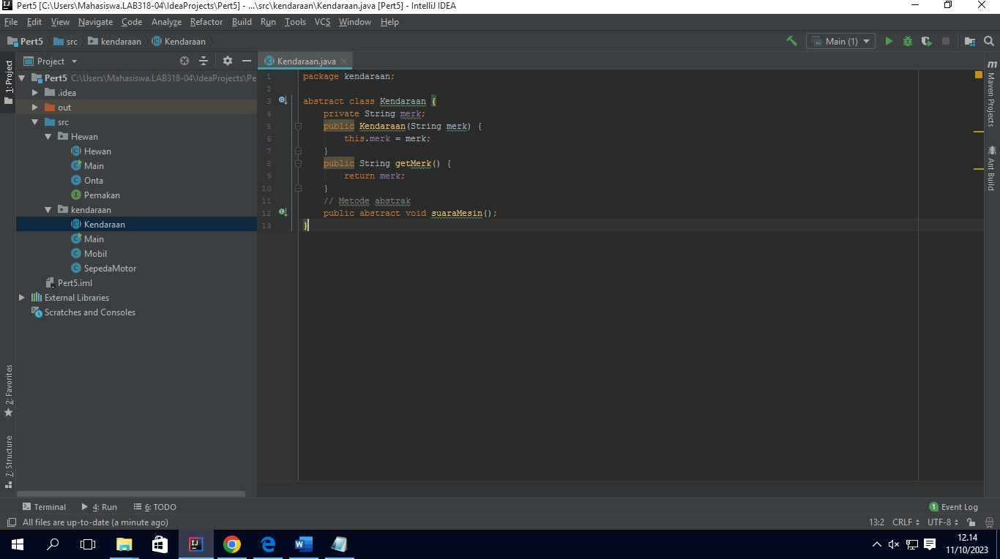 Pert5 [C:\Users\Mahasiswa.LAB318-04\IdeaProjects\Pert5] - ...\src\kendaraan\Kendaraan.java [Pert5] - IntelliJ IDEA
File Edit View Navigate Code Analyze Refactor Build Run Tools VCS Window Help
Pert5 src kendaraan Kendaraan Main (1)
Project
Kendaraan.java
1: Project
Pert5 C:\Users\Mahasiswa.LAB318-04\IdeaProjects\Pe
.idea
out
src
Hewan
Hewan
Main
Onta
Pemakan
kendaraan
Kendaraan
Main
Mobil
SepedaMotor
Pert5.iml
External Libraries
Scratches and Consoles
2: Favorites
7: Structure
1 package kendaraan;
2
3 abstract class Kendaraan {
4 private String merk;
5 public Kendaraan(String merk) {
6 this.merk = merk;
7 }
8 public String getMerk() {
9 return merk;
10 }
11 // Metode abstrak
12 public abstract void suaraMesin();
13 }
m Maven Projects
Ant Build
Terminal 4: Run 6: TODO 1 Event Log
All files are up-to-date (a minute ago) 13:2 CRLF UTF-8
12.14
11/10/2023